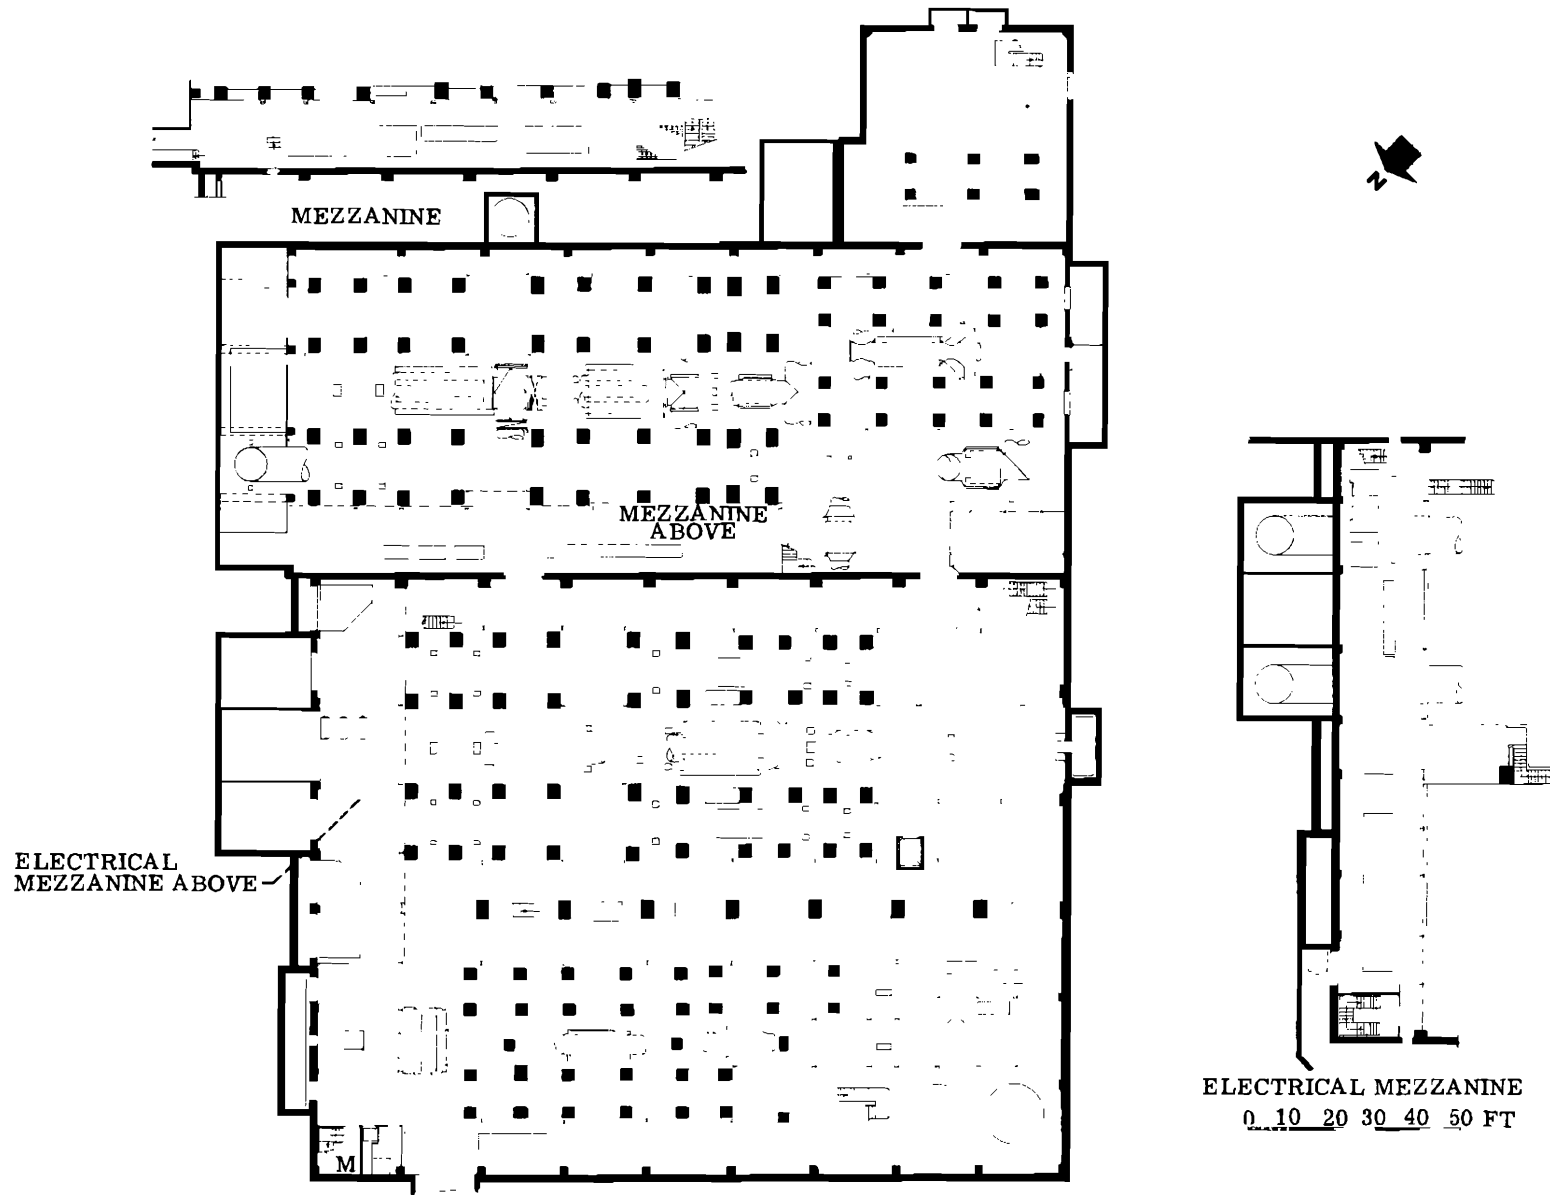 N
MEZZANINE
MEZZANINE
ABOVE
ELECTRICAL
MEZZANINE ABOVE
M
ELECTRICAL MEZZANINE
0 10 20 30 40 50 FT